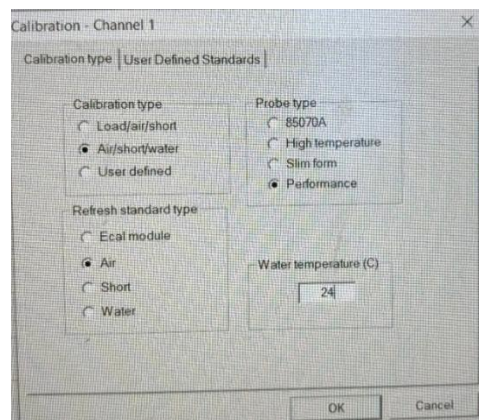 Calibration - Channel 1
Calibration type
User Defined Standards
Calibration type
Load/air/short
Air/short/water
User defined
Probe type
85070A
High temperature
Slim form
Performance
Refresh standard type
Ecal module
Air
Short
Water
Water temperature (C)
24
OK
Cancel